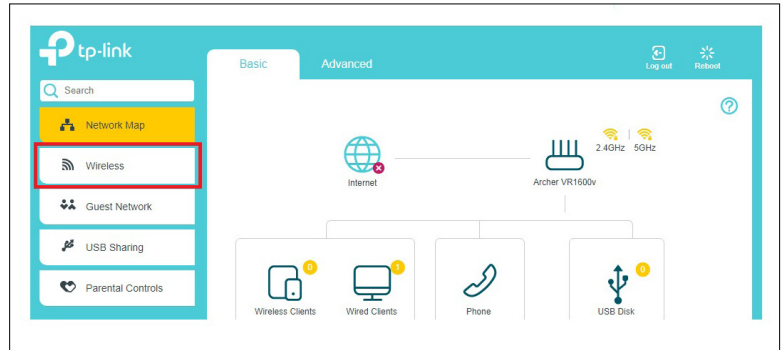 tp-link
Basic Advanced Log out Reboot
Search
Network Map
2.4GHz 5GHz
Wireless
Internet Archer VR1600v
Guest Network
USB Sharing
0 1 0
Parental Controls
Wireless Clients Wired Clients Phone USB Disk